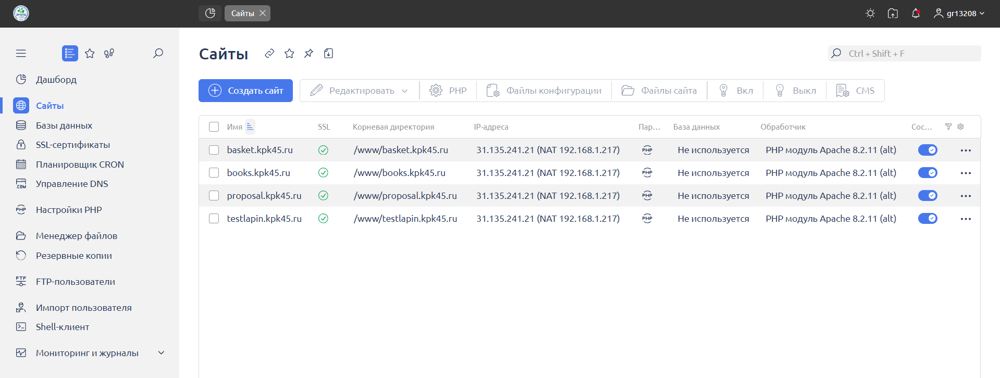 Сайты
gr13208
Сайты
Ctrl + Shift + F
Дашборд
Сайты
Базы данных
SSL-сертификаты
Планировщик CRON
.COM
Управление DNS
PHP
Настройки PHP
Менеджер файлов
Резервные копии
FTP
FTP-пользователи
Импорт пользователя
Shell-клиент
Мониторинг и журналы
Создать сайт
Редактировать
PHP
Файлы конфигурации
Файлы сайта
Вкл
Выкл
CMS
Имя SSL Корневая директория IP-адреса Пар... База данных Обработчик Сос...
basket.kpk45.ru /www/basket.kpk45.ru 31.135.241.21 (NAT 192.168.1.217) PHP Не используется PHP модуль Apache 8.2.11 (alt)
books.kpk45.ru /www/books.kpk45.ru 31.135.241.21 (NAT 192.168.1.217) PHP Не используется PHP модуль Apache 8.2.11 (alt)
proposal.kpk45.ru /www/proposal.kpk45.ru 31.135.241.21 (NAT 192.168.1.217) PHP Не используется PHP модуль Apache 8.2.11 (alt)
testlapin.kpk45.ru /www/testlapin.kpk45.ru 31.135.241.21 (NAT 192.168.1.217) PHP Не используется PHP модуль Apache 8.2.11 (alt)